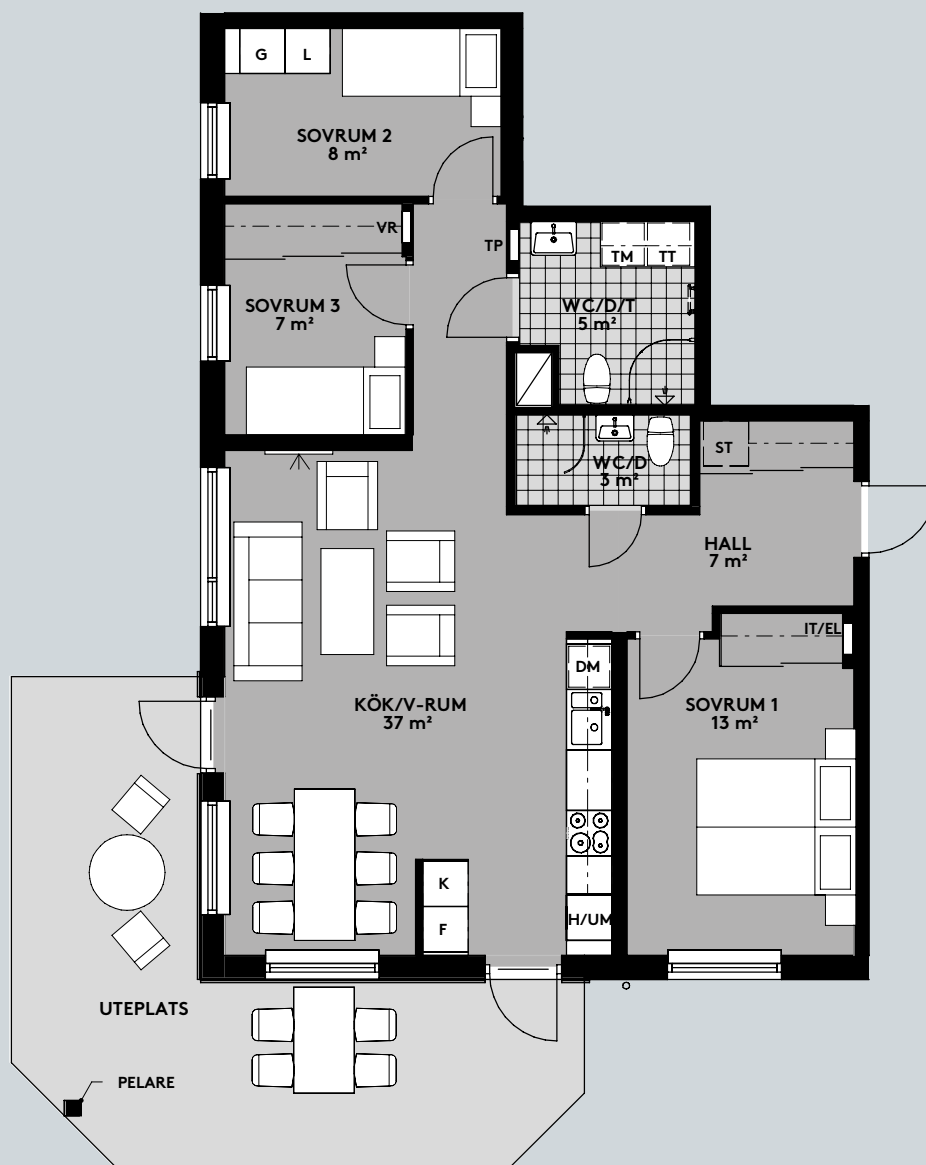 G
L
SOVRUM 2
8 m²
VR
TP
TM
TT
SOVRUM 3
7 m²
WC/D/T
5 m²
ST
WC/D
3 m²
HALL
7 m²
IT/EL
DM
KÖK/V-RUM
37 m²
SOVRUM 1
13 m²
K
F
H/UM
UTEPLATS
PELARE